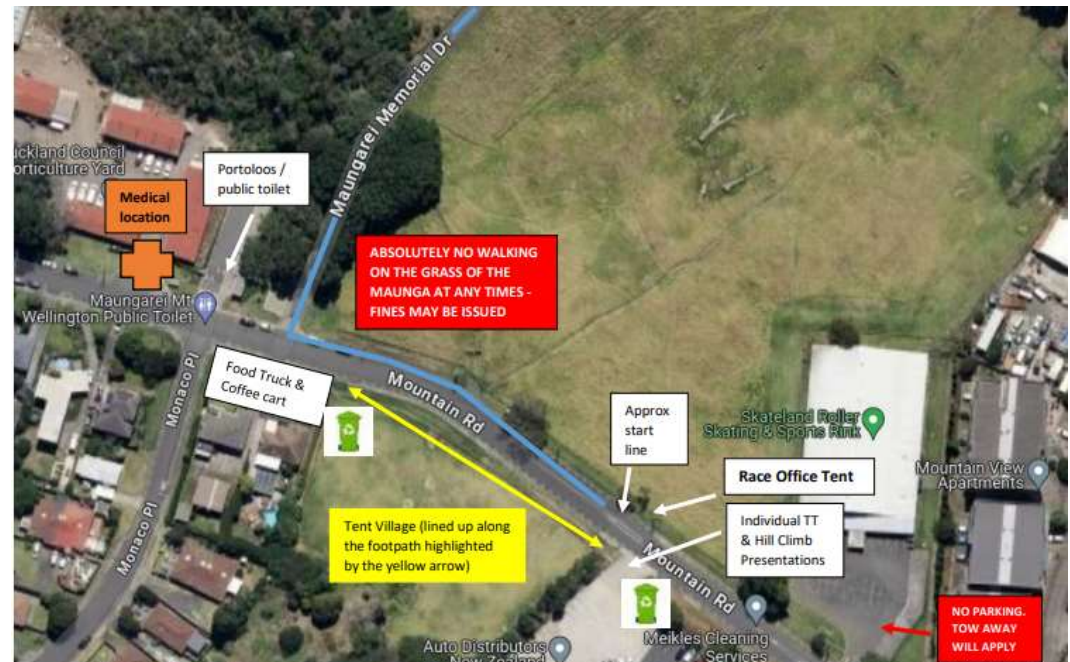 Maungarei Memorial Dr
uckland Council
orticulture Yard
Portoloos /
public toilet
Medical
location
ABSOLUTELY NO WALKING
ON THE GRASS OF THE
MAUNGA AT ANY TIMES -
FINES MAY BE ISSUED
Maungarei Mt
Wellington Public Toilet
Monaco Pl
Food Truck &
Coffee cart
Mountain Rd
Approx
start
line
Skateland Roller
Skating & Sports Rink
Race Office Tent
Mountain View
Apartments
Tent Village (lined up along
the footpath highlighted
by the yellow arrow)
Individual TT
& Hill Climb
Presentations
Monaco Pl
Mountain Rd
Meikles Cleaning
Services
Auto Distributors
New Zealand
NO PARKING.
TOW AWAY
WILL APPLY